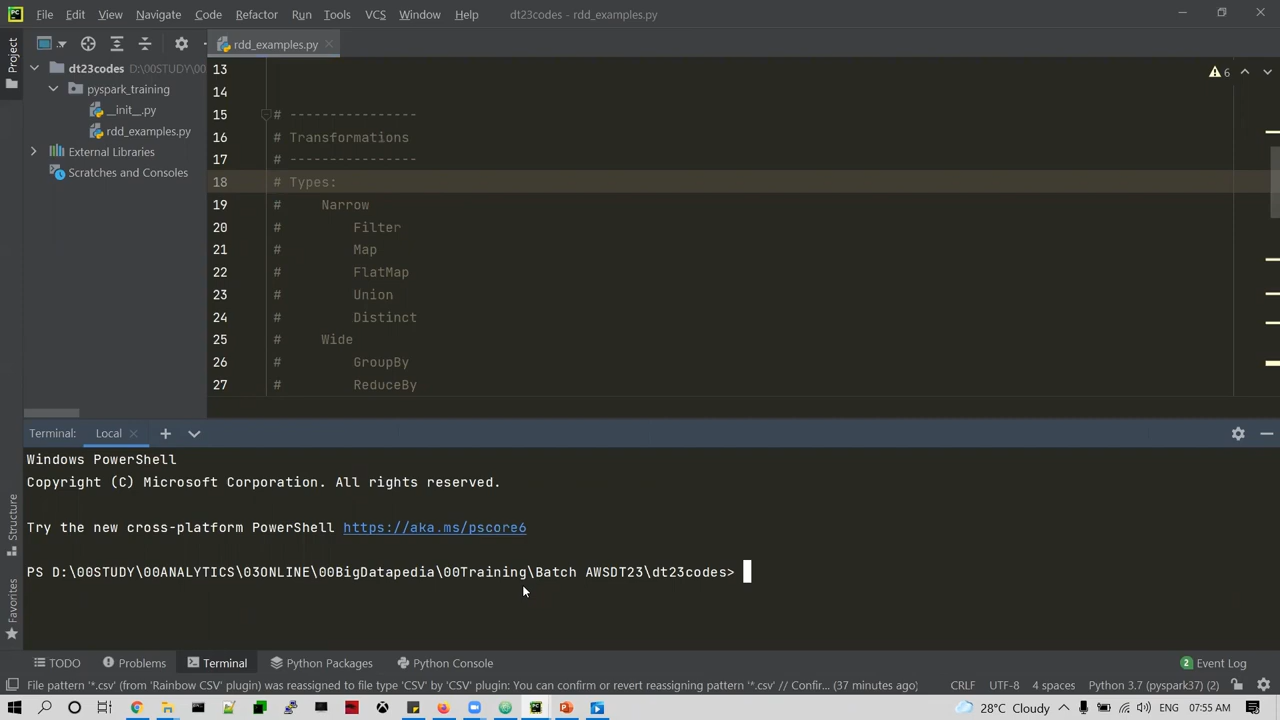 File Edit View Navigate Code Refactor Run Tools VCS Window Help dt23codes - rdd_examples.py
Project
rdd_examples.py
dt23codes D:\00STUDY\00
pyspark_training
__init__.py
rdd_examples.py
External Libraries
Scratches and Consoles
6
13
14
15 # ----------------
16 # Transformations
17 # ----------------
18 # Types:
19 # Narrow
20 # Filter
21 # Map
22 # FlatMap
23 # Union
24 # Distinct
25 # Wide
26 # GroupBy
27 # ReduceBy
Terminal: Local
Windows PowerShell
Copyright (C) Microsoft Corporation. All rights reserved.
Try the new cross-platform PowerShell https://aka.ms/pscore6
PS D:\00STUDY\00ANALYTICS\03ONLINE\00BigDatapedia\00Training\Batch AWSDT23\dt23codes>
Structure
Favorites
TODO Problems Terminal Python Packages Python Console 2 Event Log
File pattern '*.csv' (from 'Rainbow CSV' plugin) was reassigned to file type 'CSV' by 'CSV' plugin: You can confirm or revert reassigning pattern '*.csv' // Confir... (37 minutes ago) CRLF UTF-8 4 spaces Python 3.7 (pyspark37) (2)
28°C Cloudy 07:55 AM